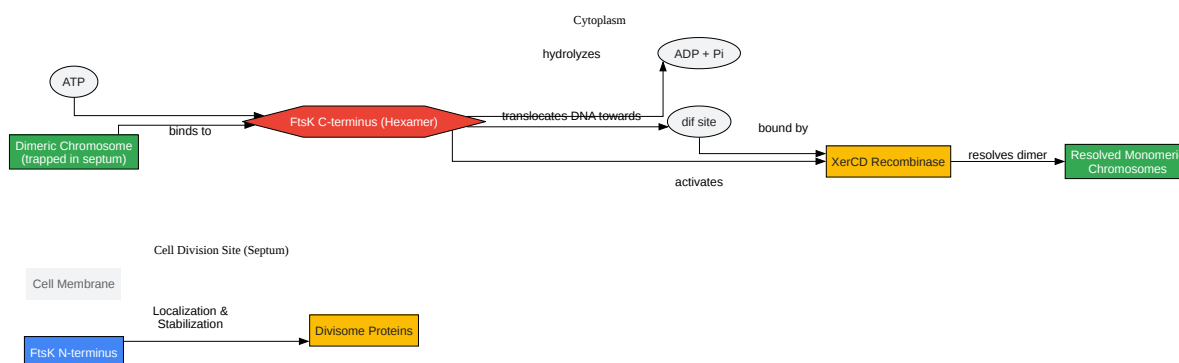 Cytoplasm
hydrolyzes
ADP + Pi
ATP
FtsK C-terminus (Hexamer)
translocates DNA towards
dif site
binds to
bound by
Dimeric Chromosome
(trapped in septum)
XerCD Recombinase
resolves dimer
Resolved Monomeri
Chromosomes
activates
Cell Division Site (Septum)
Cell Membrane
Localization &
Stabilization
Divisome Proteins
FtsK N-terminus